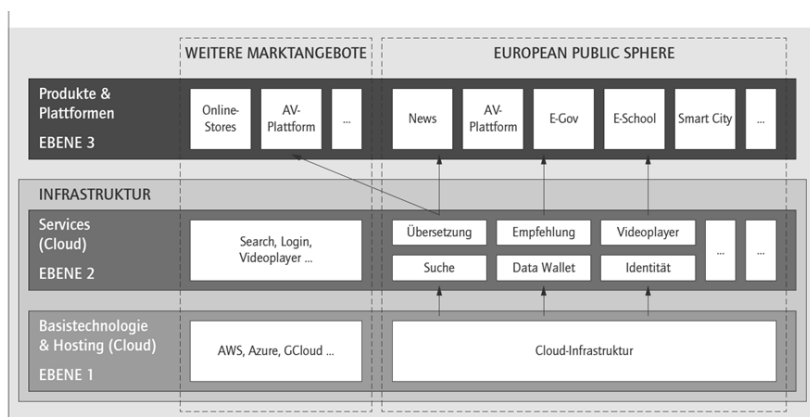 WEITERE MARKTANGEBOTE
EUROPEAN PUBLIC SPHERE
Produkte &
Plattformen
EBENE 3
Online-
Stores
AV-
Plattform
...
News
AV-
Plattform
E-Gov
E-School
Smart City
...
INFRASTRUKTUR
Services
(Cloud)
EBENE 2
Search, Login,
Videoplayer ...
Übersetzung
Empfehlung
Videoplayer
Suche
Data Wallet
Identität
...
...
Basistechnologie
& Hosting (Cloud)
EBENE 1
AWS, Azure, GCloud ...
Cloud-Infrastruktur